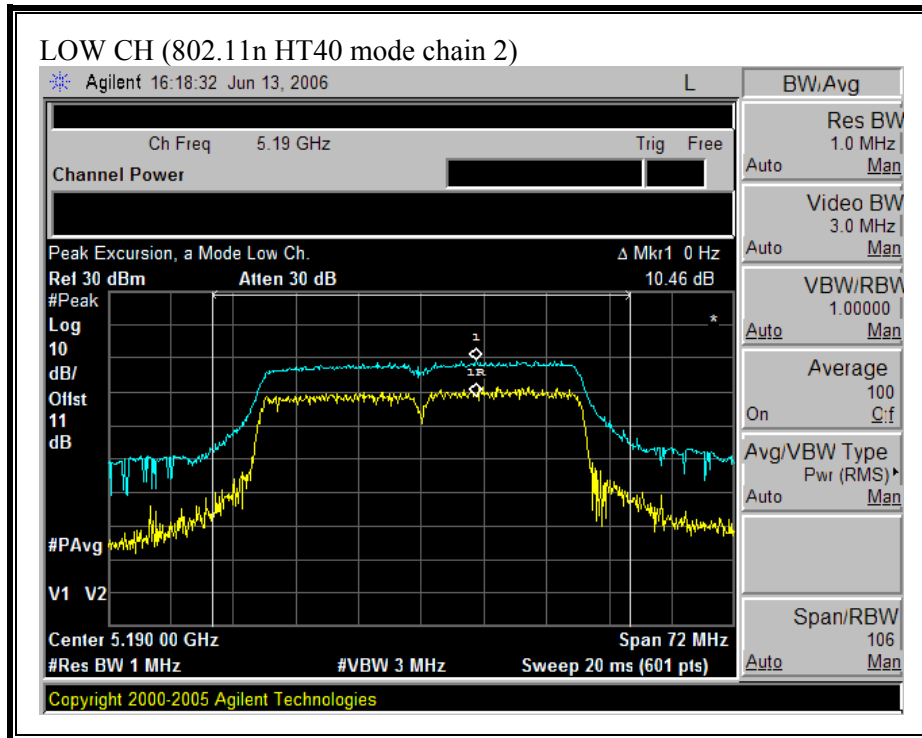 LOW CH (802.11n HT40 mode chain 2)
Agilent 16:18:32 Jun 13, 2006 L
BW/Avg
Ch Freq 5.19 GHz Trig Free
Channel Power
Peak Excursion, a Mode Low Ch. Δ Mkr1 0 Hz
Ref 30 dBm Atten 30 dB 10.46 dB
#Peak
Log
10
dB/
Offst
11
dB
1
1R
*
#PAvg
V1 V2
Center 5.190 00 GHz Span 72 MHz
#Res BW 1 MHz #VBW 3 MHz Sweep 20 ms (601 pts)
Copyright 2000-2005 Agilent Technologies
Res BW
1.0 MHz
Auto Man
Video BW
3.0 MHz
Auto Man
VBW/RBW
1.00000
Auto Man
Average
100
On Off
Avg/VBW Type
Pwr (RMS)
Auto Man
Span/RBW
106
Auto Man